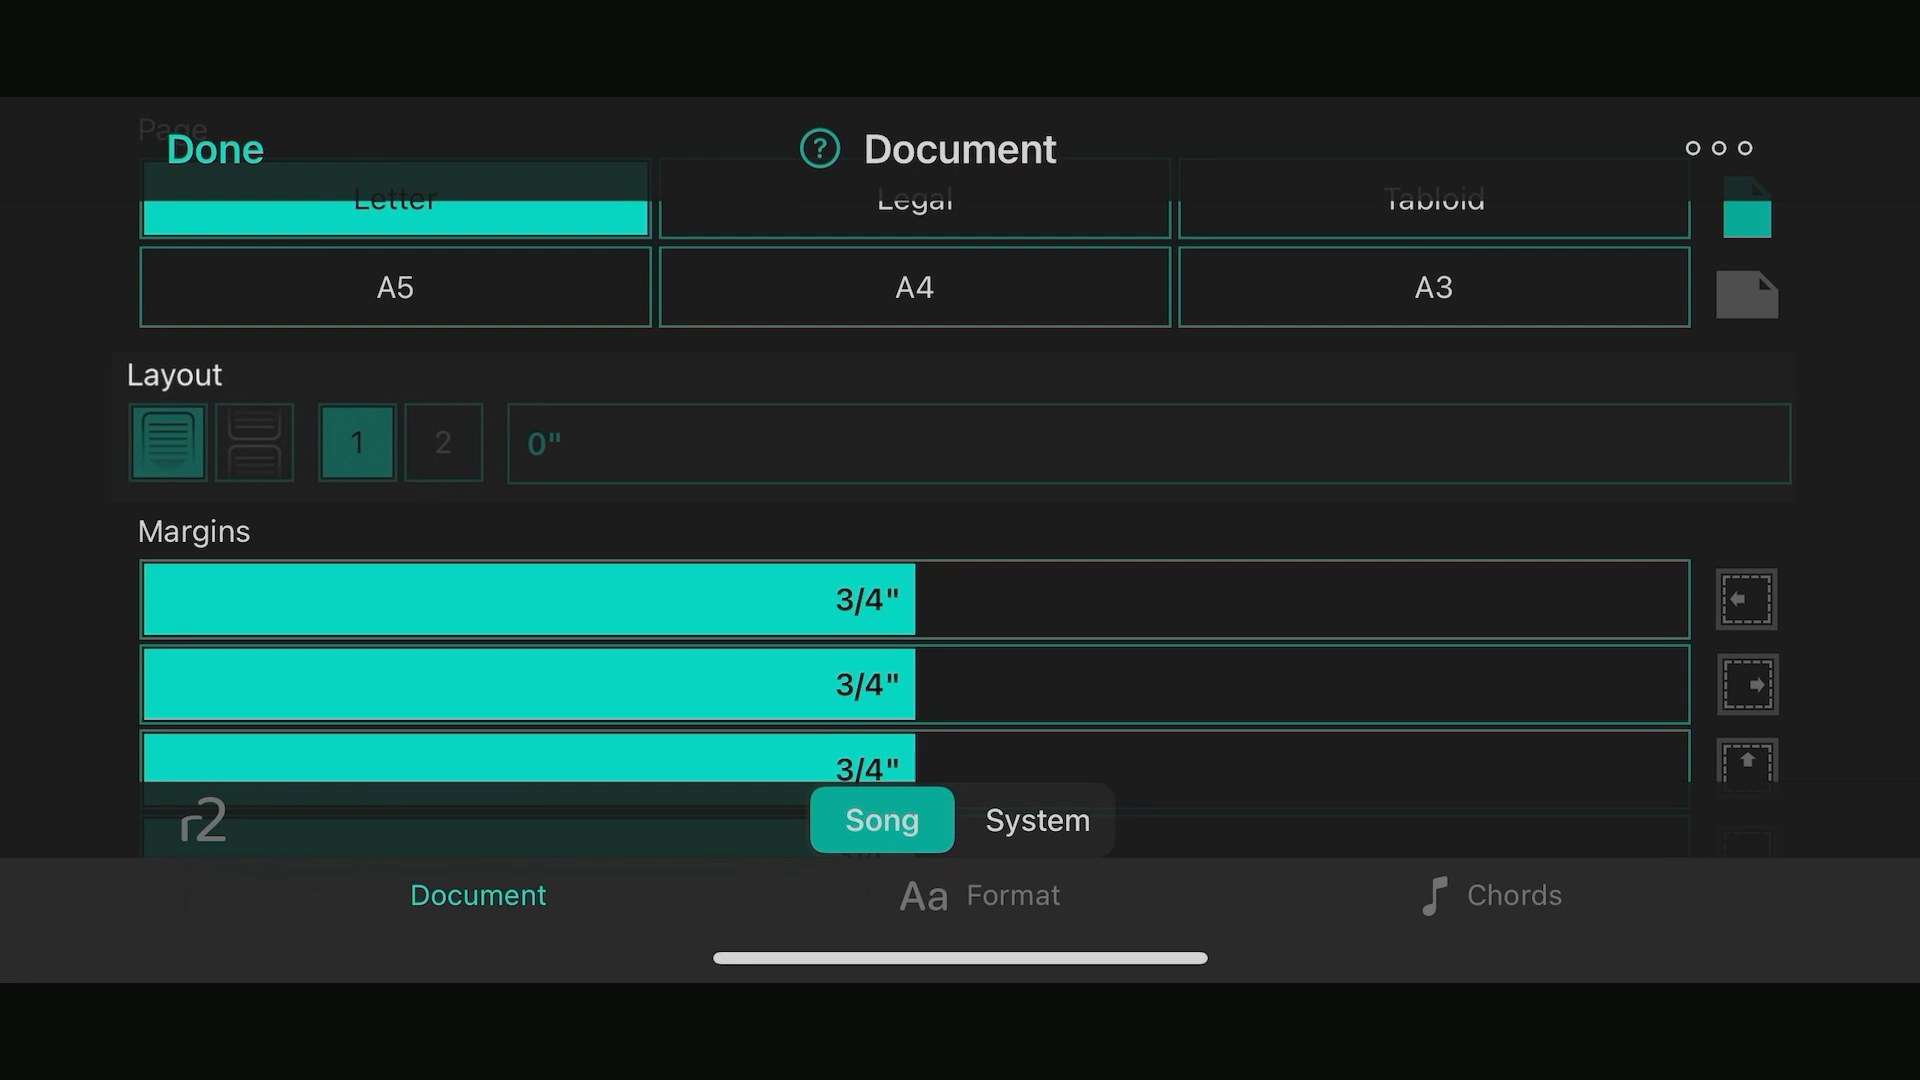 Page
Done
? Document
Letter Legal Tabloid
A5 A4 A3
Layout
1 2 0"
Margins
3/4"
3/4"
3/4"
r2 Song System
Document Aa Format Chords